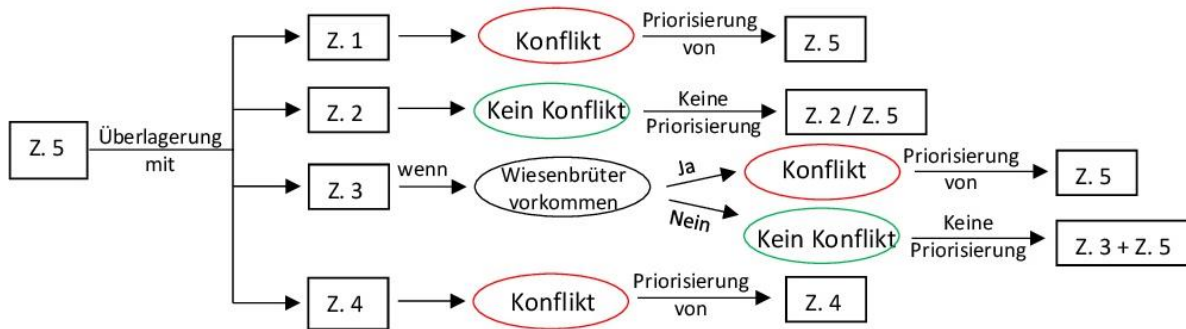 Z. 5
Überlagerung
mit
Z. 1
Konflikt
Priorisierung
von
Z. 5
Z. 2
Kein Konflikt
Keine
Priorisierung
Z. 2 / Z. 5
Z. 3
wenn
Wiesenbrüter
vorkommen
Ja
Konflikt
Priorisierung
von
Z. 5
Nein
Kein Konflikt
Keine
Priorisierung
Z. 3 + Z. 5
Z. 4
Konflikt
Priorisierung
von
Z. 4